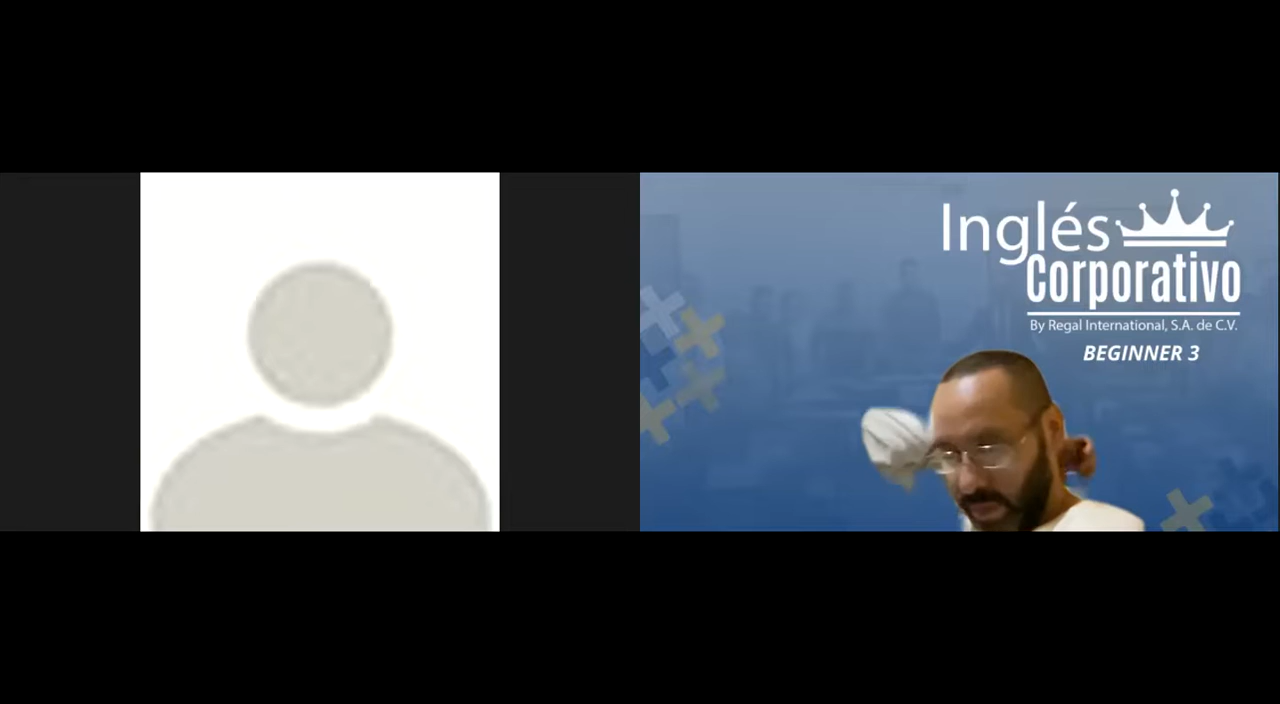 Inglés
Corporativo
By Regal International, S.A. de C.V.
BEGINNER 3